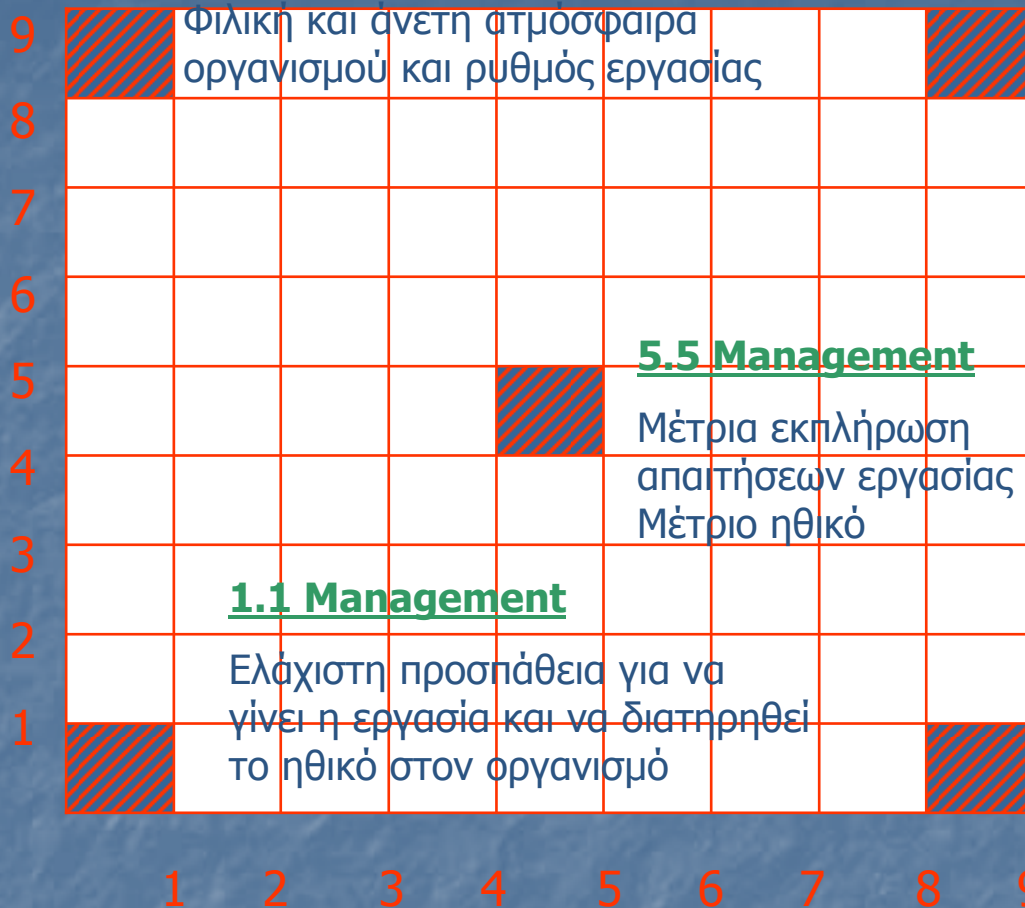 9
Φιλική και άνετη ατμόσφαιρα
οργανισμού και ρυθμός εργασίας
8
7
6
5
5.5 Management
Μέτρια εκπλήρωση
4
απαιτήσεων εργασίας
Μέτριο ηθικό
3
1.1 Management
2
Ελάχιστη προσπάθεια για να
1
γίνει η εργασία και να διατηρηθεί
το ηθικό στον οργανισμό
1 2 3 4 5 6 7 8 9